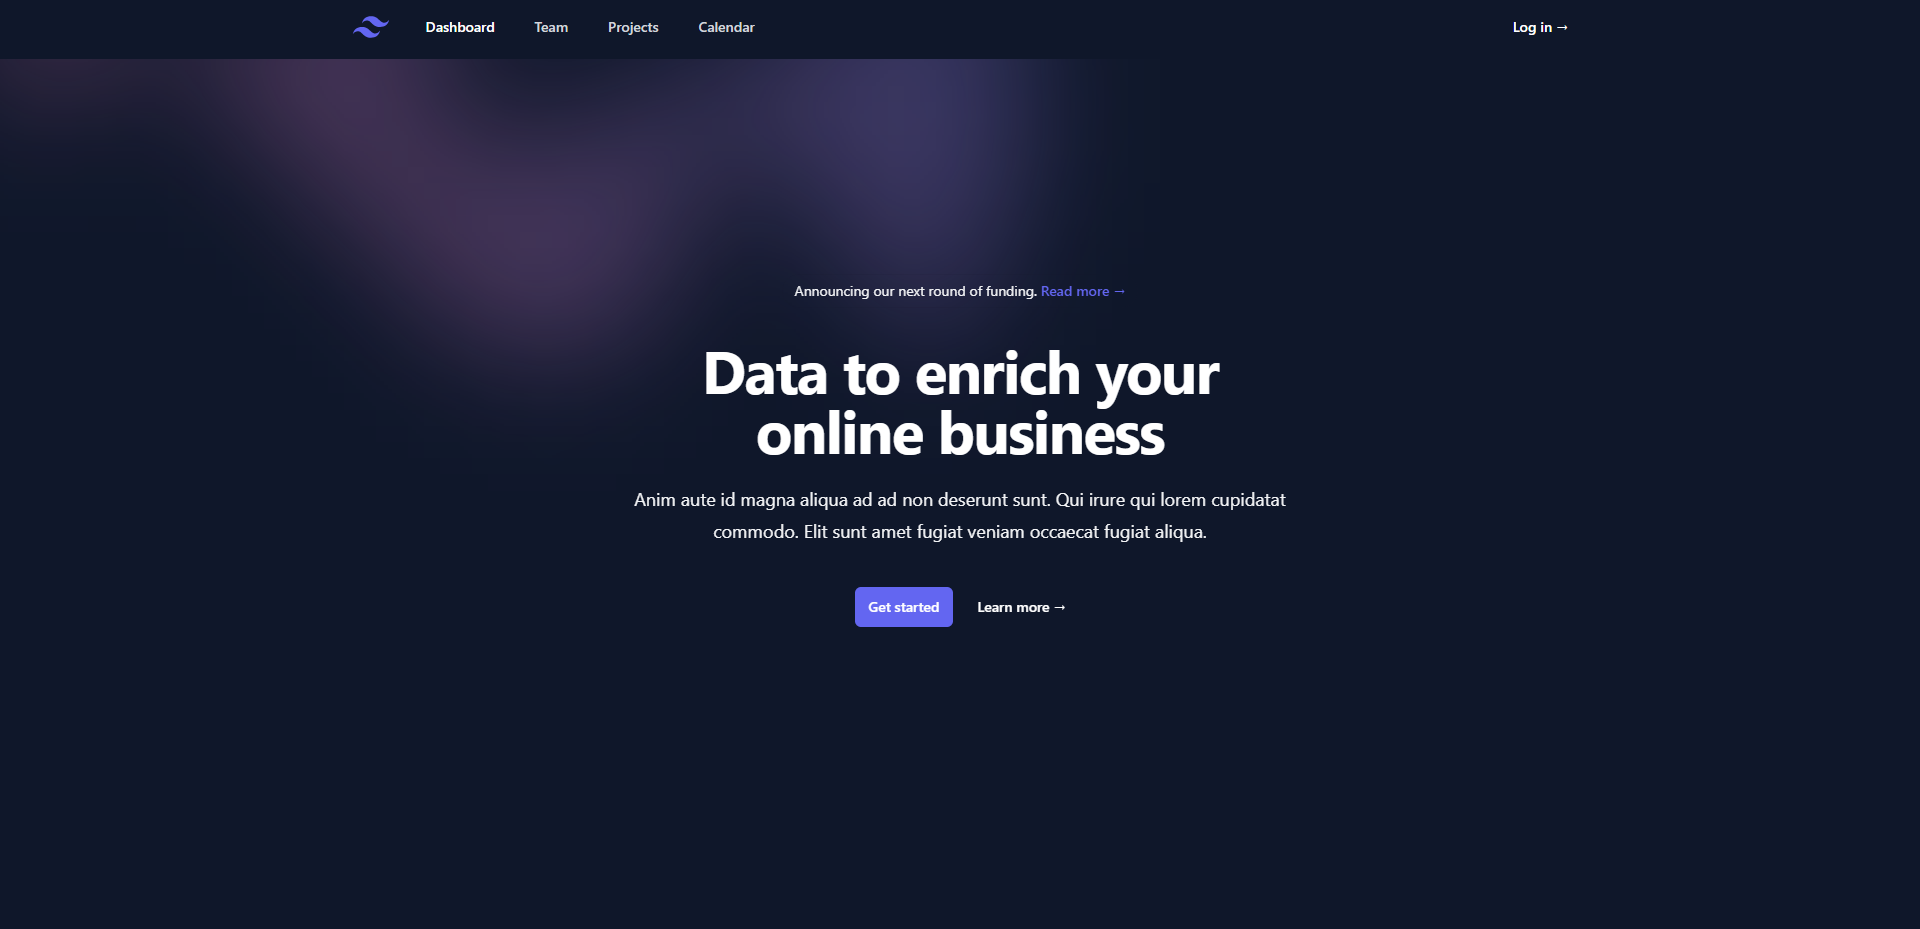 Dashboard Team Projects Calendar Log in →
Announcing our next round of funding. Read more →
Data to enrich your
online business
Anim aute id magna aliqua ad ad non deserunt sunt. Qui irure qui lorem cupidatat
commodo. Elit sunt amet fugiat veniam occaecat fugiat aliqua.
Get started Learn more →